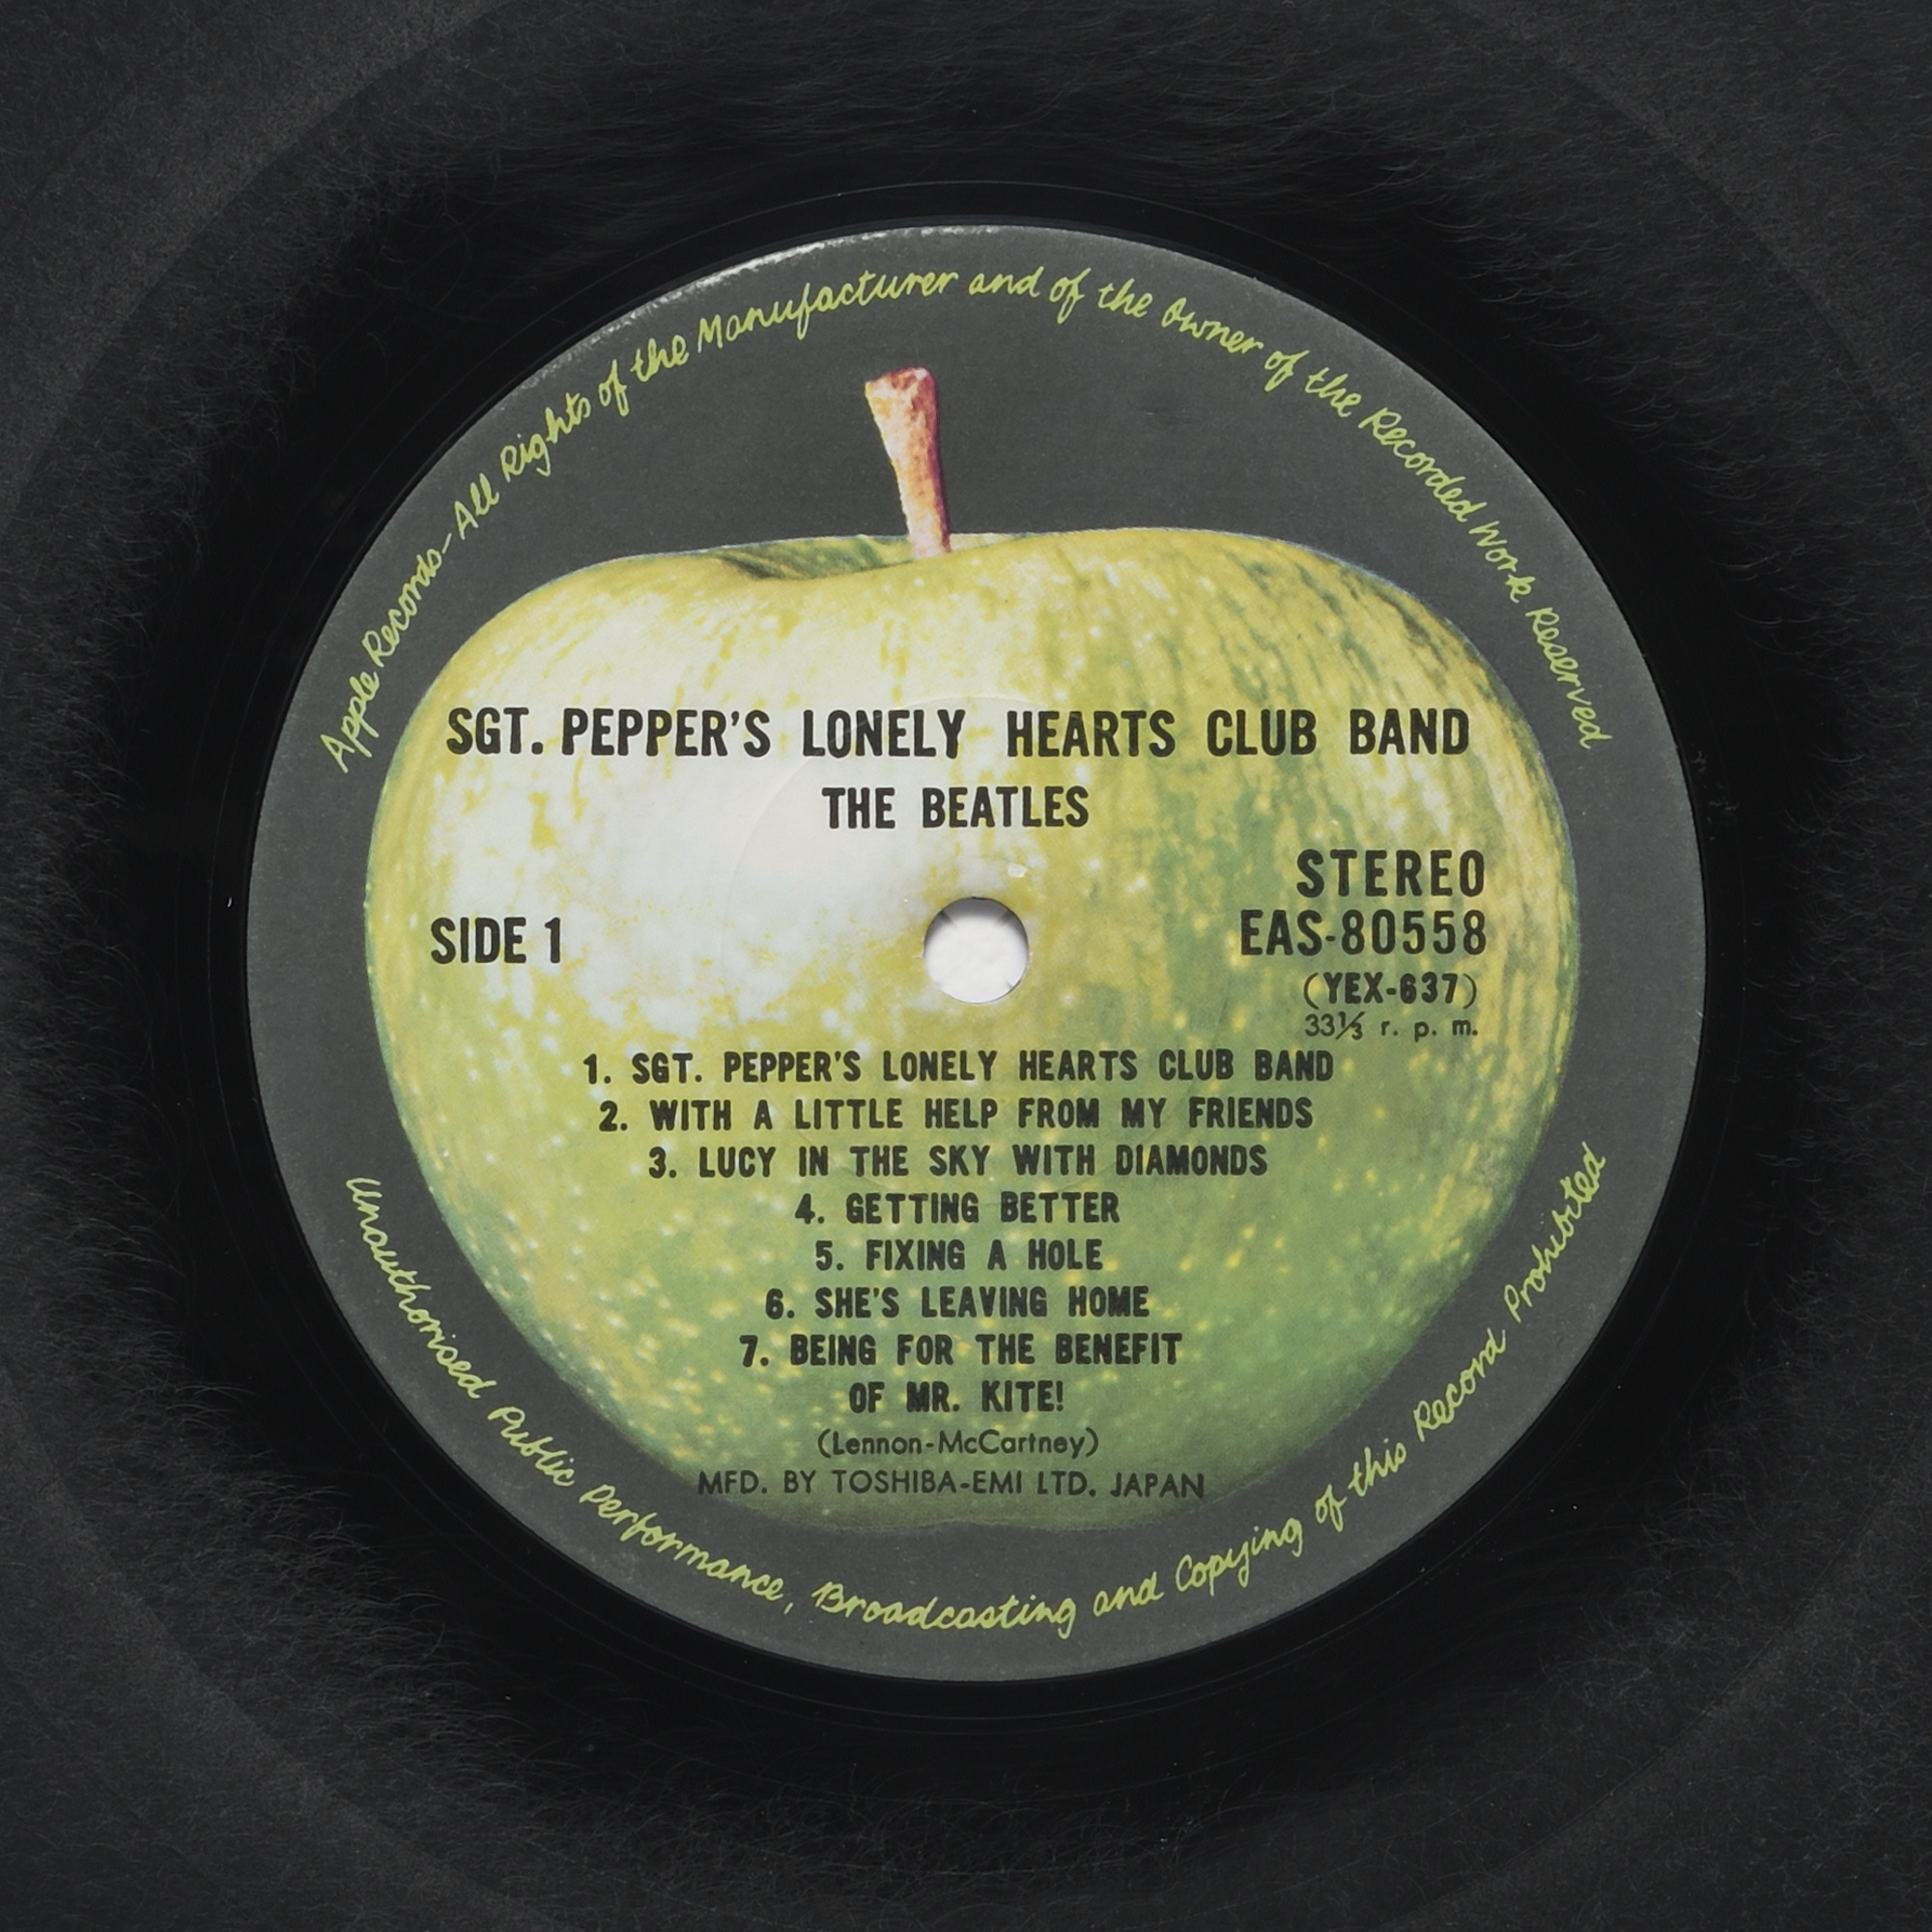 Apple Records—All Rights of the Manufacturer and of the Owner of the Recorded Work Reserved
SGT. PEPPER'S LONELY HEARTS CLUB BAND
THE BEATLES
STEREO
SIDE 1
EAS-80558
(YEX-637)
33⅓ r. p. m.
1. SGT. PEPPER'S LONELY HEARTS CLUB BAND
2. WITH A LITTLE HELP FROM MY FRIENDS
3. LUCY IN THE SKY WITH DIAMONDS
4. GETTING BETTER
5. FIXING A HOLE
6. SHE'S LEAVING HOME
7. BEING FOR THE BENEFIT
OF MR. KITE!
(Lennon-McCartney)
MFD. BY TOSHIBA-EMI LTD. JAPAN
Unauthorised Public Performance, Broadcasting and Copying of this Record Prohibited